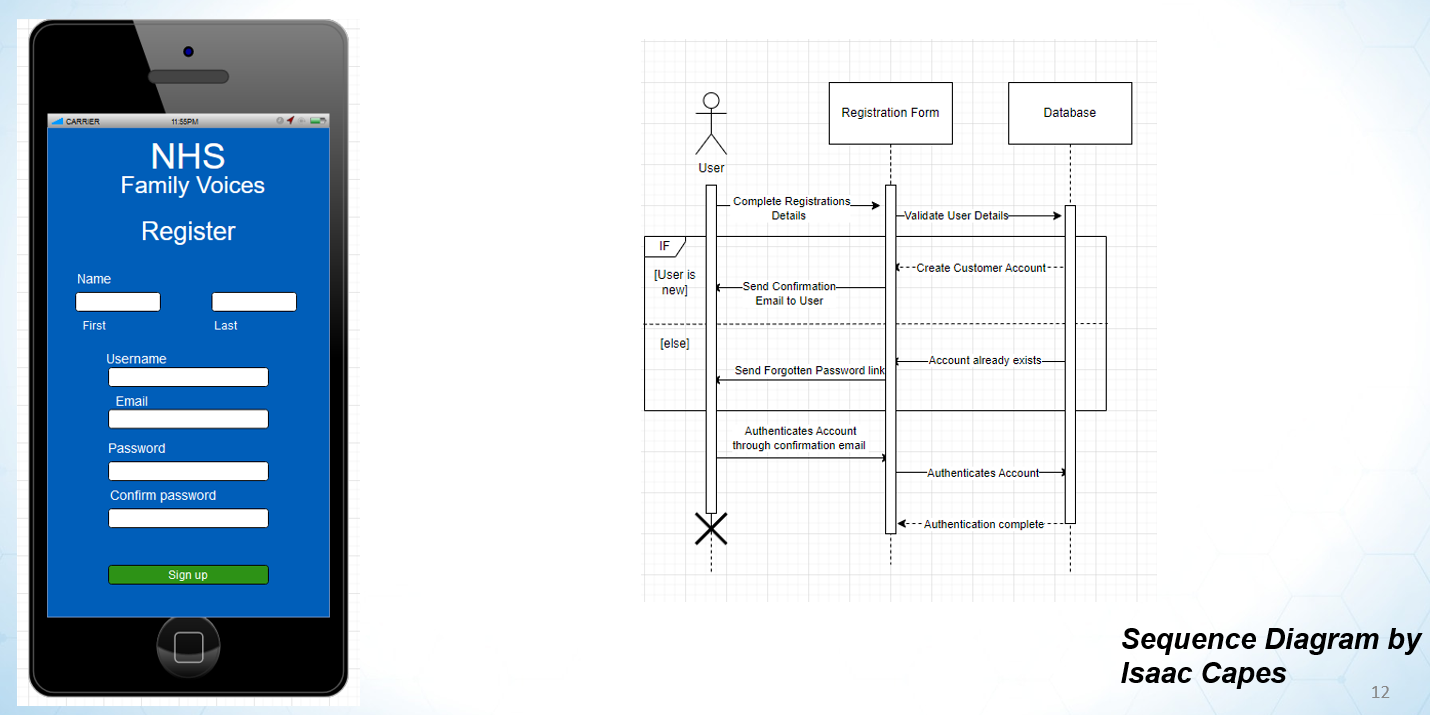 CARRIER 11:55PM
NHS
Family Voices
Register
Name
First Last
Username
Email
Password
Confirm password
Sign up
Registration Form Database
User
Complete Registrations
Details
Validate User Details
IF
[User is
new]
Create Customer Account
Send Confirmation
Email to User
[else]
Account already exists
Send Forgotten Password link
Authenticates Account
through confirmation email
Authenticates Account
Authentication complete
Sequence Diagram by
Isaac Capes
12